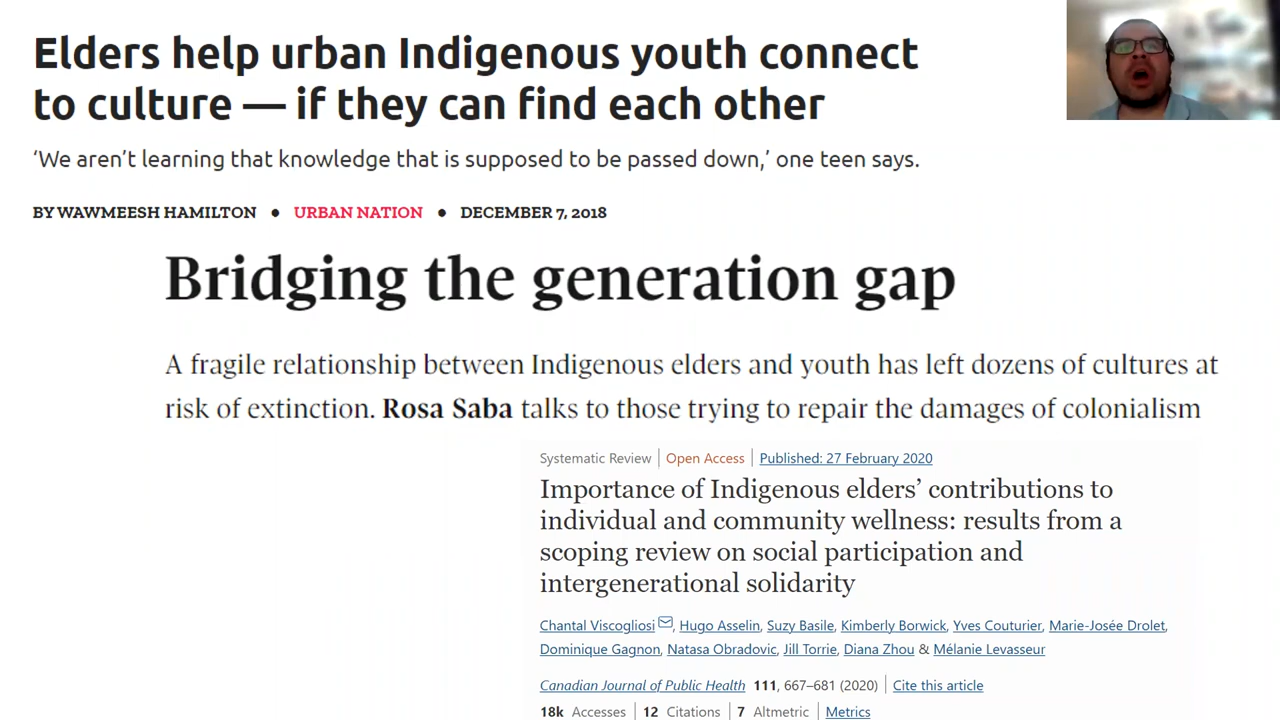 Elders help urban Indigenous youth connect
to culture — if they can find each other
‘We aren’t learning that knowledge that is supposed to be passed down,’ one teen says.
BY WAWMEESH HAMILTON • URBAN NATION • DECEMBER 7, 2018
Bridging the generation gap
A fragile relationship between Indigenous elders and youth has left dozens of cultures at
risk of extinction. Rosa Saba talks to those trying to repair the damages of colonialism
Systematic Review | Open Access | Published: 27 February 2020
Importance of Indigenous elders’ contributions to
individual and community wellness: results from a
scoping review on social participation and
intergenerational solidarity
Chantal Viscogliosi, Hugo Asselin, Suzy Basile, Kimberly Borwick, Yves Couturier, Marie-Josée Drolet,
Dominique Gagnon, Natasa Obradovic, Jill Torrie, Diana Zhou & Mélanie Levasseur
Canadian Journal of Public Health 111, 667–681 (2020) | Cite this article
18k Accesses | 12 Citations | 7 Altmetric | Metrics